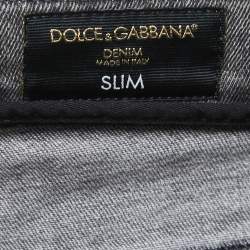 DOLCE & GABBANA
DENIM
MADE IN ITALY
SLIM